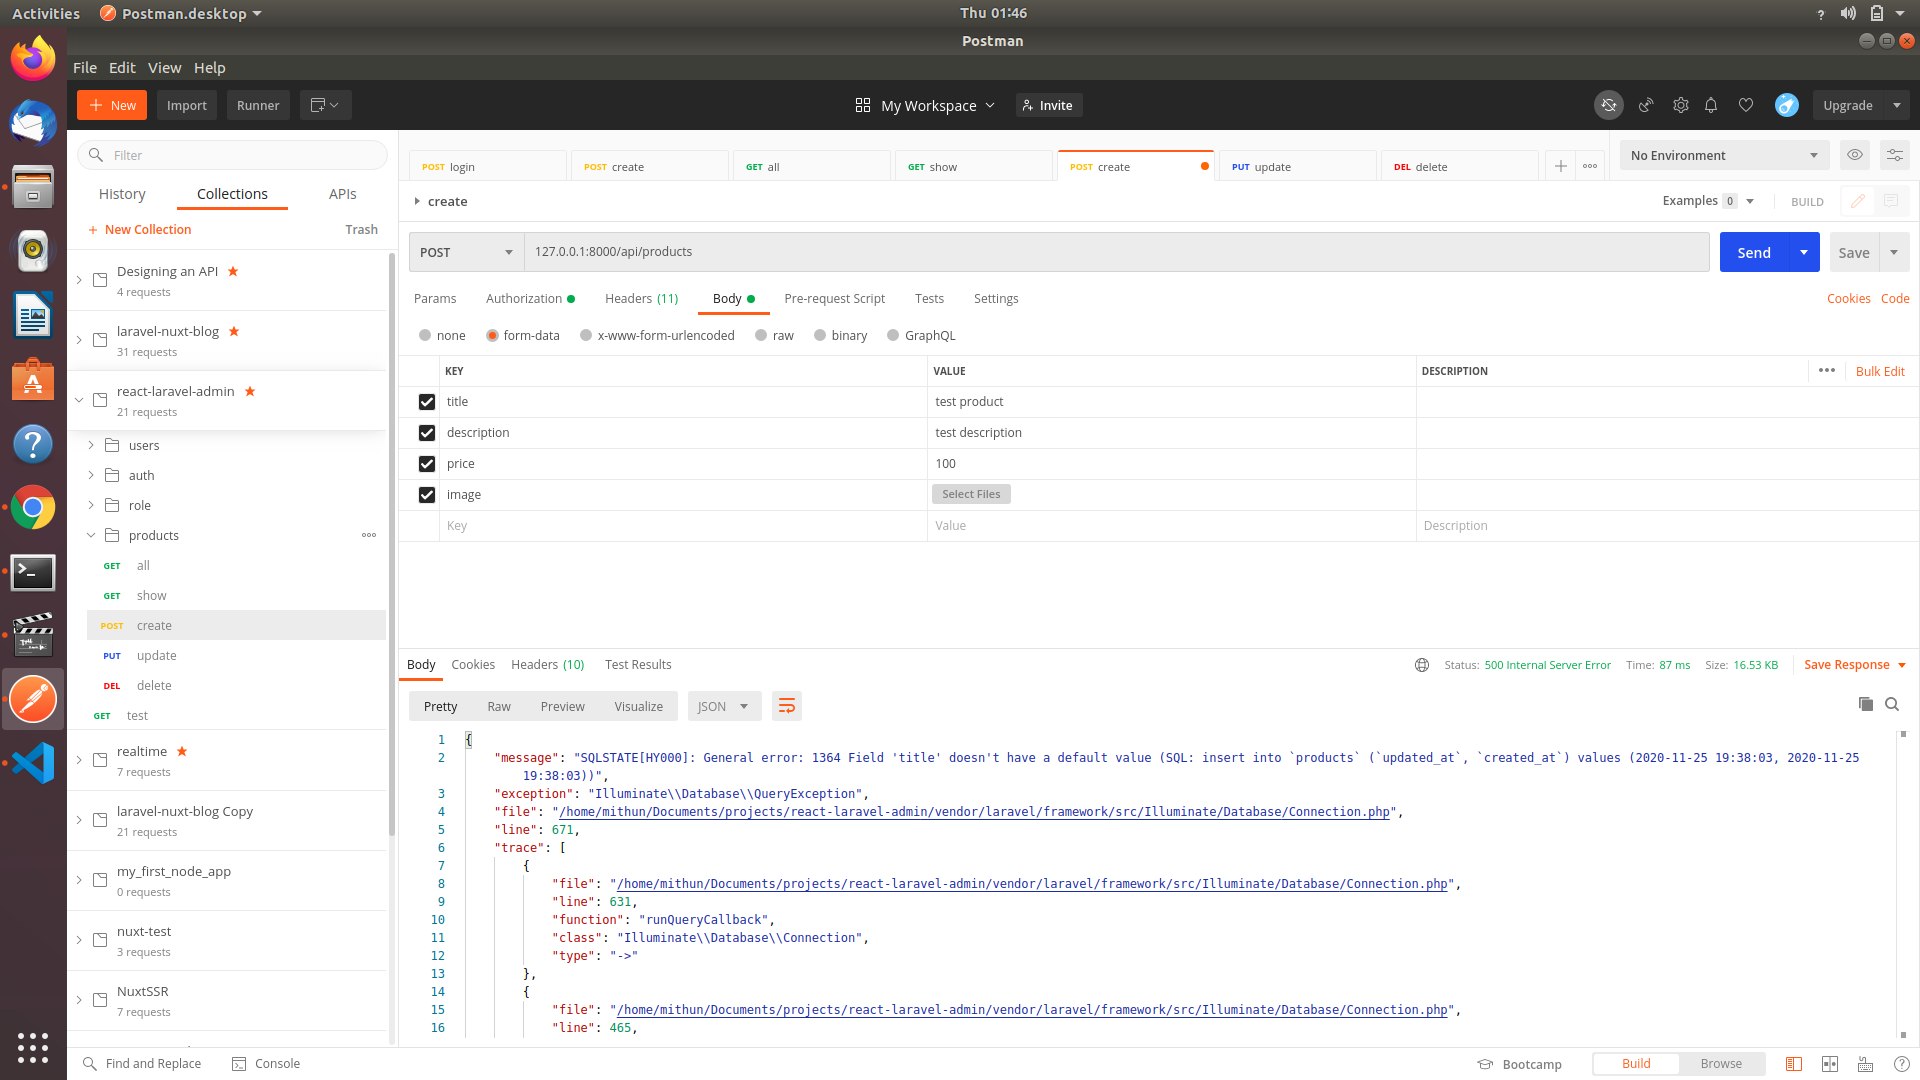 Activities Postman.desktop Thu 01:46
Postman
File Edit View Help
+ New Import Runner My Workspace Invite Upgrade
Filter
History Collections APIs
+ New Collection Trash
Designing an API
4 requests
laravel-nuxt-blog
31 requests
react-laravel-admin
21 requests
users
auth
role
products
GET all
GET show
POST create
PUT update
DEL delete
GET test
realtime
7 requests
laravel-nuxt-blog Copy
21 requests
my_first_node_app
0 requests
nuxt-test
3 requests
NuxtSSR
7 requests
POST login POST create GET all GET show POST create PUT update DEL delete No Environment
create Examples 0 BUILD
POST 127.0.0.1:8000/api/products Send Save
Params Authorization Headers (11) Body Pre-request Script Tests Settings Cookies Code
none form-data x-www-form-urlencoded raw binary GraphQL
KEY VALUE DESCRIPTION Bulk Edit
title test product
description test description
price 100
image Select Files
Key Value Description
Body Cookies Headers (10) Test Results Status: 500 Internal Server Error Time: 87 ms Size: 16.53 KB Save Response
Pretty Raw Preview Visualize JSON
1 {
2 "message": "SQLSTATE[HY000]: General error: 1364 Field 'title' doesn't have a default value (SQL: insert into `products` (`updated_at`, `created_at`) values (2020-11-25 19:38:03, 2020-11-25
19:38:03))",
3 "exception": "Illuminate\\Database\\QueryException",
4 "file": "/home/mithun/Documents/projects/react-laravel-admin/vendor/laravel/framework/src/Illuminate/Database/Connection.php",
5 "line": 671,
6 "trace": [
7 {
8 "file": "/home/mithun/Documents/projects/react-laravel-admin/vendor/laravel/framework/src/Illuminate/Database/Connection.php",
9 "line": 631,
10 "function": "runQueryCallback",
11 "class": "Illuminate\\Database\\Connection",
12 "type": "->"
13 },
14 {
15 "file": "/home/mithun/Documents/projects/react-laravel-admin/vendor/laravel/framework/src/Illuminate/Database/Connection.php",
16 "line": 465,
Find and Replace Console Bootcamp Build Browse